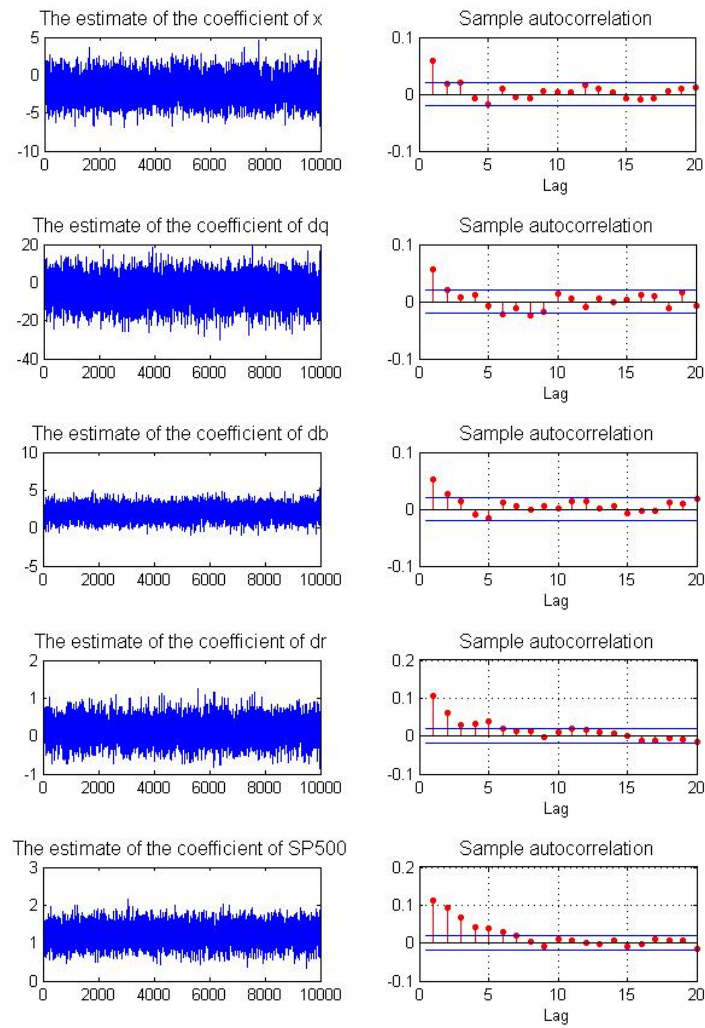 The estimate of the coefficient of x
Sample autocorrelation
5
0
-5
-10
0 2000 4000 6000 8000 10000
0.1
0
-0.1
0 5 10 15 20
Lag
The estimate of the coefficient of dq
Sample autocorrelation
20
0
-20
-40
0 2000 4000 6000 8000 10000
0.1
0
-0.1
0 5 10 15 20
Lag
The estimate of the coefficient of db
Sample autocorrelation
10
5
0
-5
0 2000 4000 6000 8000 10000
0.1
0
-0.1
0 5 10 15 20
Lag
The estimate of the coefficient of dr
Sample autocorrelation
2
1
0
-1
0 2000 4000 6000 8000 10000
0.2
0.1
0
-0.1
0 5 10 15 20
Lag
The estimate of the coefficient of SP500
Sample autocorrelation
3
2
1
0
0 2000 4000 6000 8000 10000
0.2
0.1
0
-0.1
0 5 10 15 20
Lag